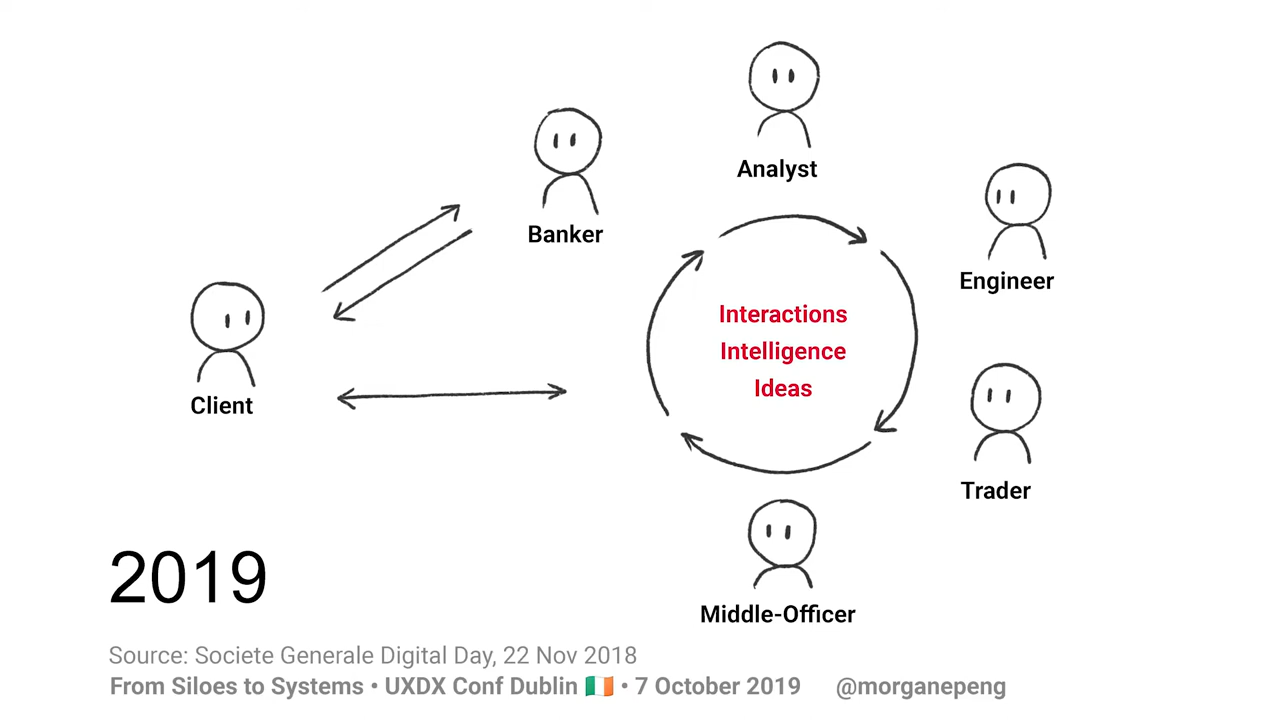 Analyst
Banker
Engineer
Interactions
Intelligence
Ideas
Client
Trader
Middle-Officer
2019
Source: Societe Generale Digital Day, 22 Nov 2018
From Siloes to Systems • UXDX Conf Dublin 🇮🇪 • 7 October 2019 @morganepeng